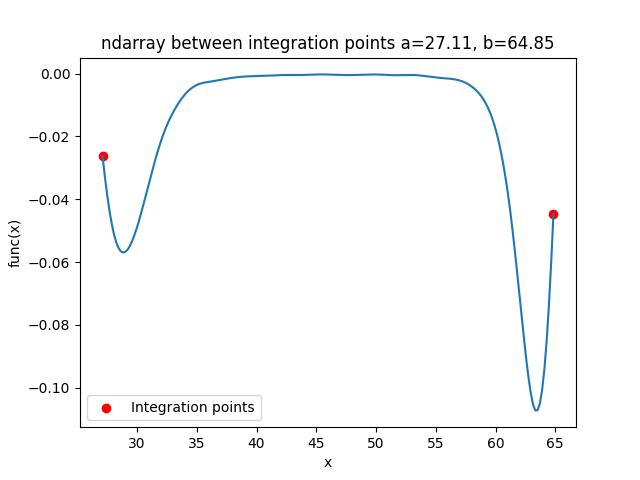 ndarray between integration points a=27.11, b=64.85
0.00
−0.02
−0.04
−0.06
−0.08
−0.10
func(x)
Integration points
30 35 40 45 50 55 60 65
x